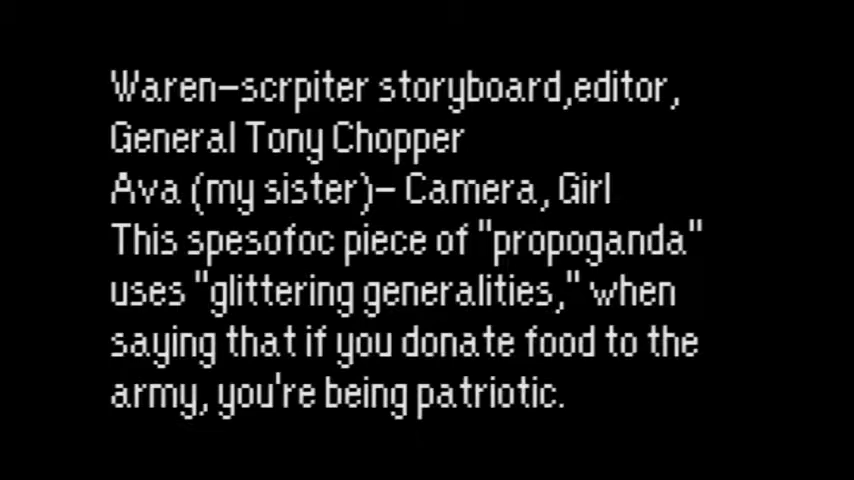 Waren-scrpiter storyboard,editor,
General Tony Chopper
Ava (my sister)- Camera, Girl
This spesofoc piece of "propoganda"
uses "glittering generalities," when
saying that if you donate food to the
army, you're being patriotic.